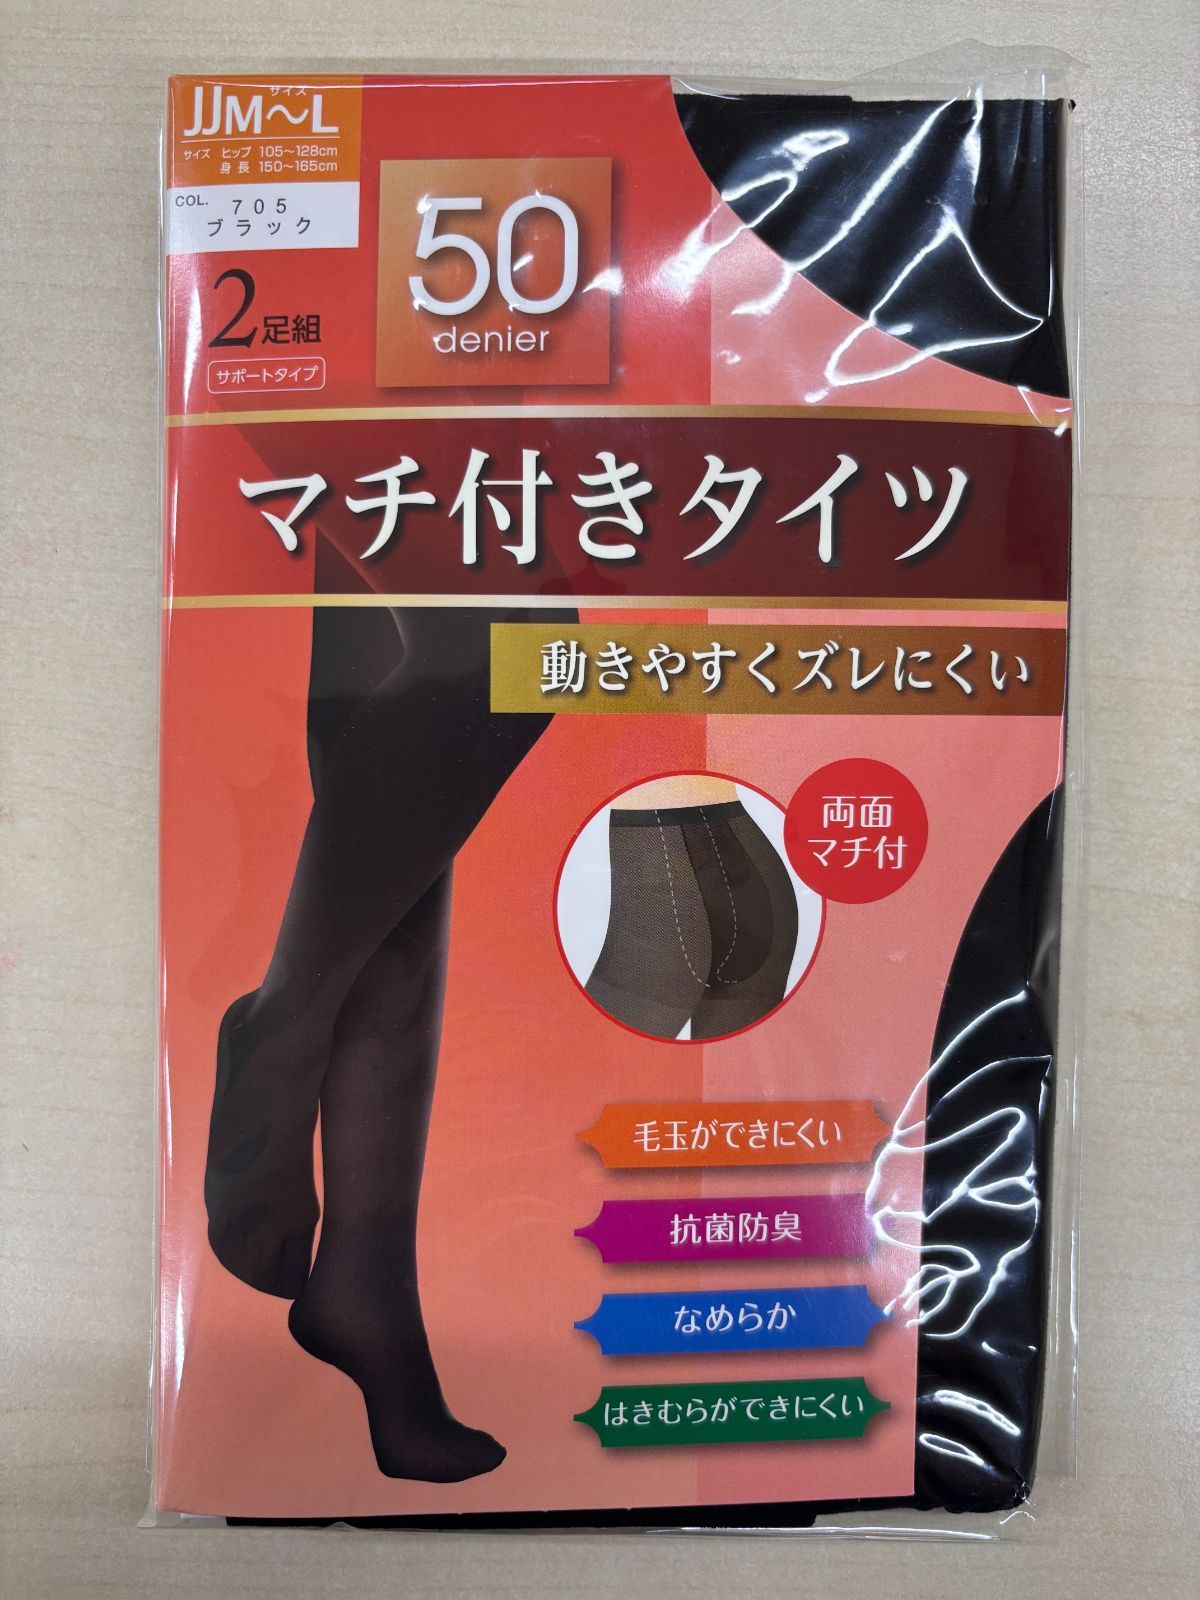 サイズ
JJM～L
サイズ ヒップ 105～128cm
身長 150～165cm
COL. 705
ブラック
2足組
サポートタイプ
50
denier
マチ付きタイツ
動きやすくズレにくい
両面
マチ付
毛玉ができにくい
抗菌防臭
なめらか
はきむらができにくい